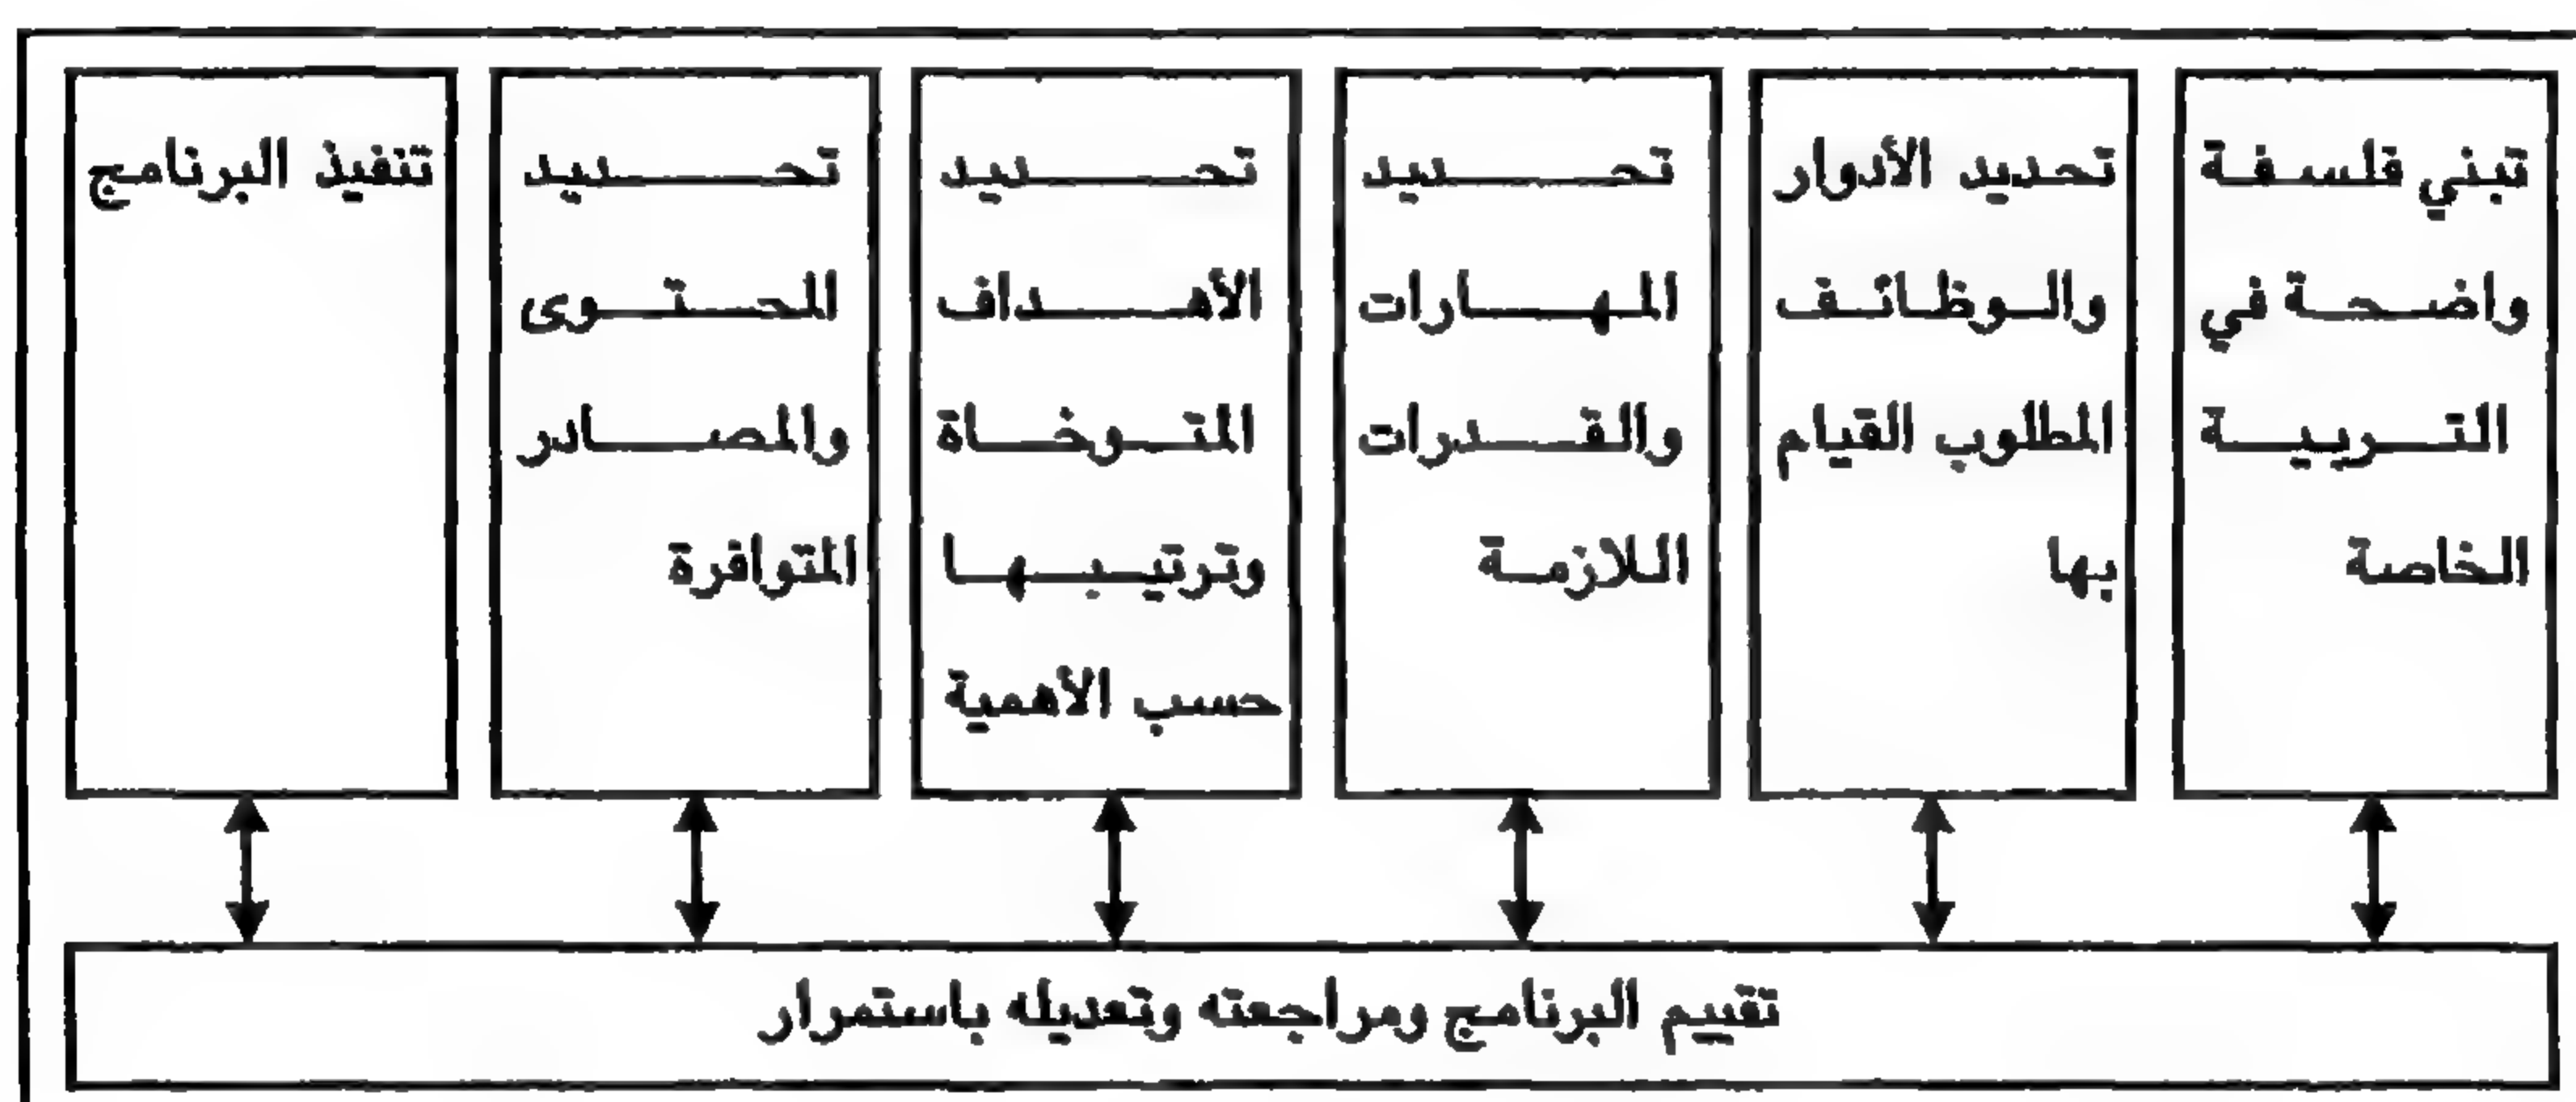 تبني فلسفة
واضحة في
التربية
الخاصة
تحديد الأدوار
والوظائف
المطلوب القيام
بها
تحديد
المهارات
والقدرات
اللازمة
تحديد
الأهداف
المتوخاة
وترتيبها
حسب الأهمية
تحديد
المحتوى
والمصادر
المتوافرة
تنفيذ البرنامج
تقييم البرنامج ومراجعته وتعديله باستمرار